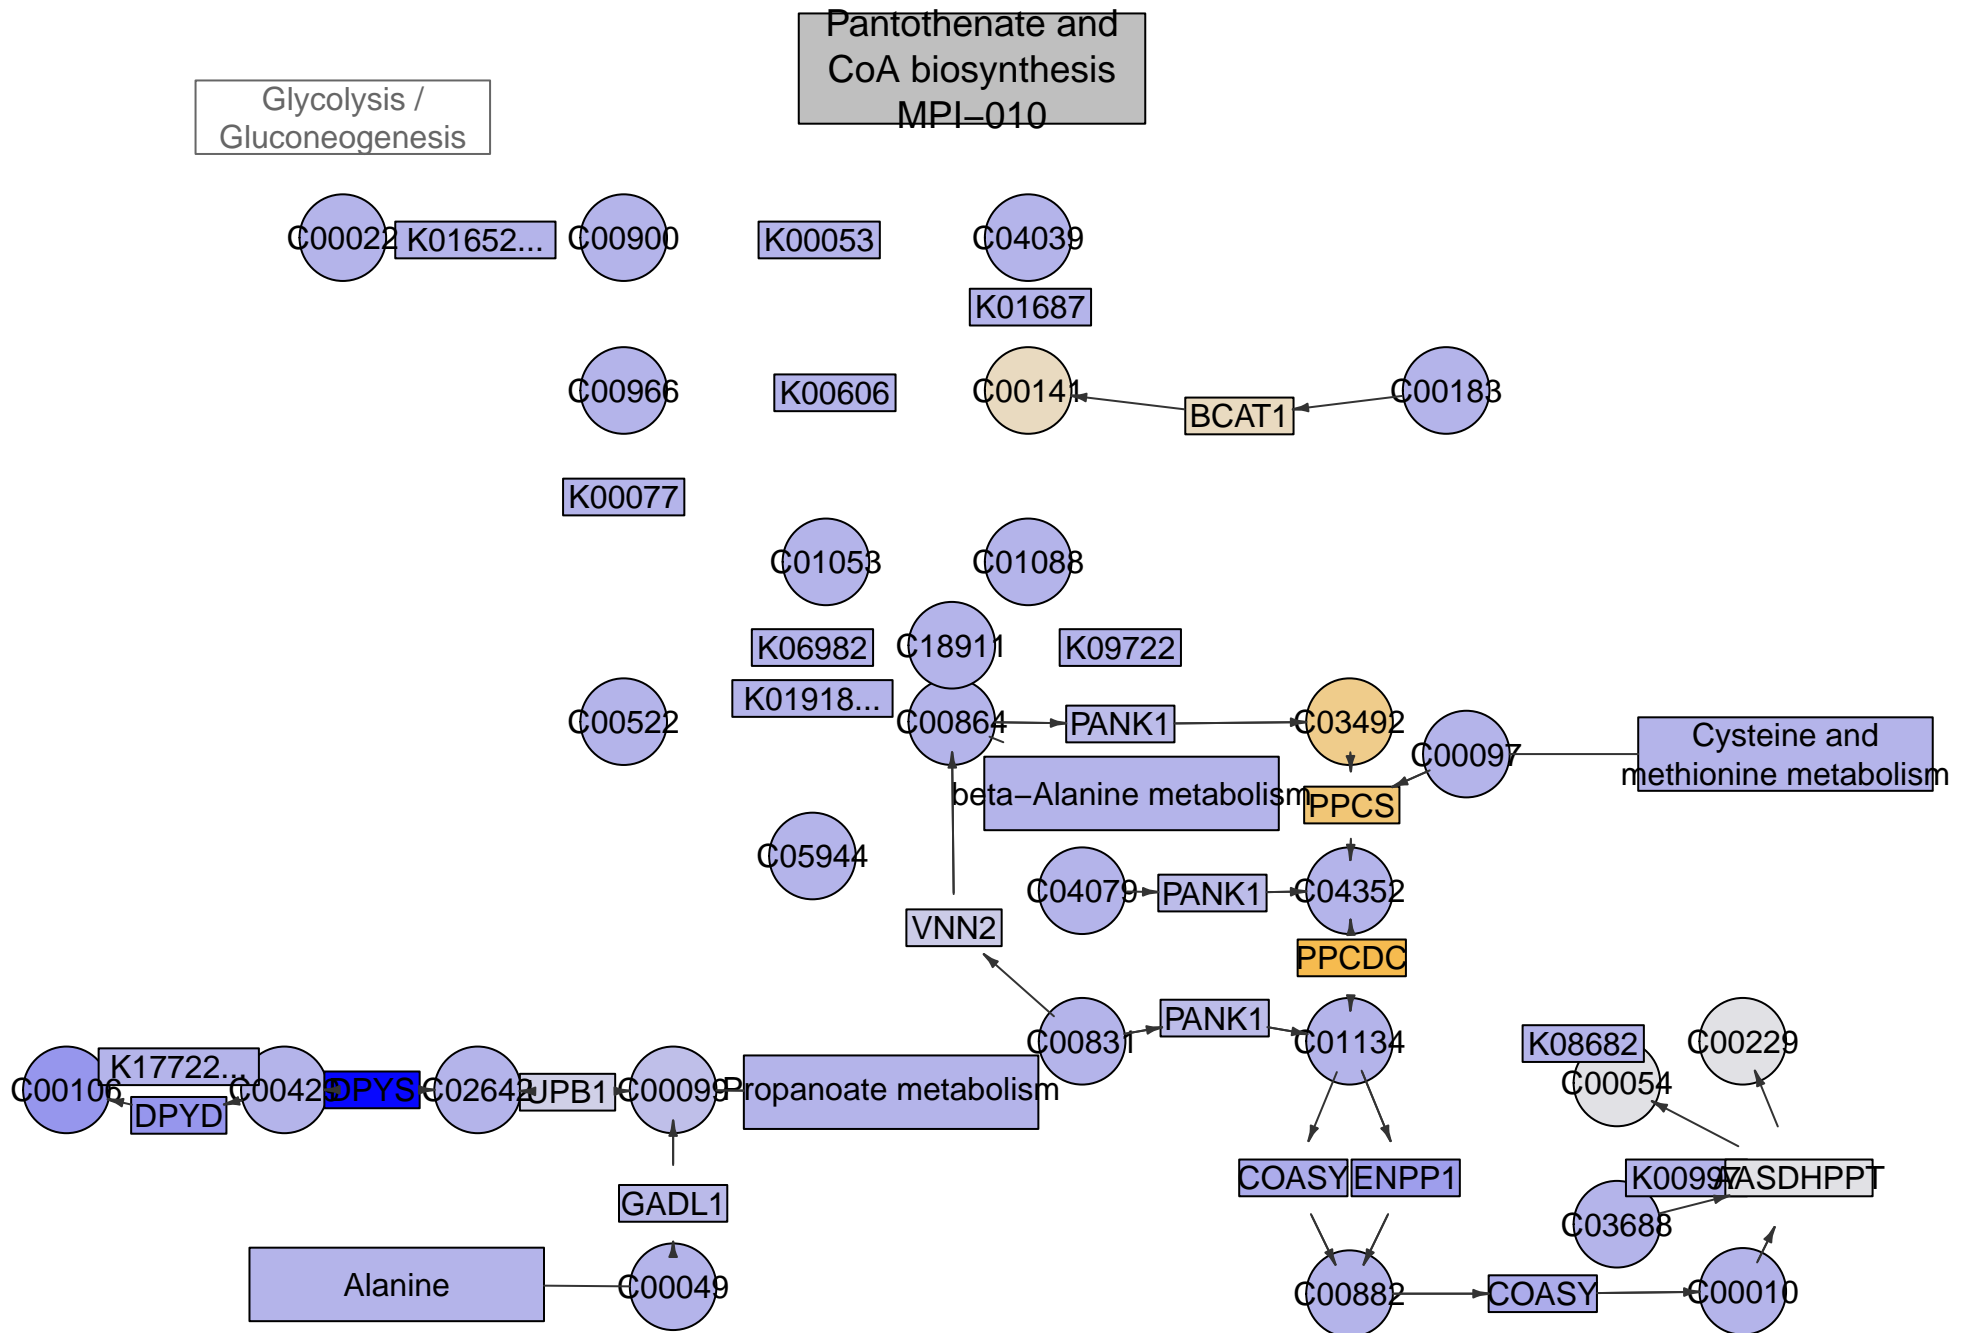 Pantothenate and
CoA biosynthesis
MPI−010
Glycolysis /
Gluconeogenesis
C00022
K01652...
C00900
K00053
C04039
K01687
C00966
K00606
C00141
BCAT1
C00183
K00077
C01053
C01088
K06982
C18911
K09722
K01918...
C00522
C00864
PANK1
C03492
C00097
Cysteine and
methionine metabolism
beta−Alanine metabolism
PPCS
C05944
C04079
PANK1
C04352
VNN2
PPCDC
C00831
PANK1
C01134
K08682
C00054
C00229
C00106
K17722...
DPYD
C00429
DPYS
C02642
UPB1
C00099
Propanoate metabolism
COASY
ENPP1
K00997
AASDHPPT
GADL1
C03688
Alanine
C00049
C00882
COASY
C00010